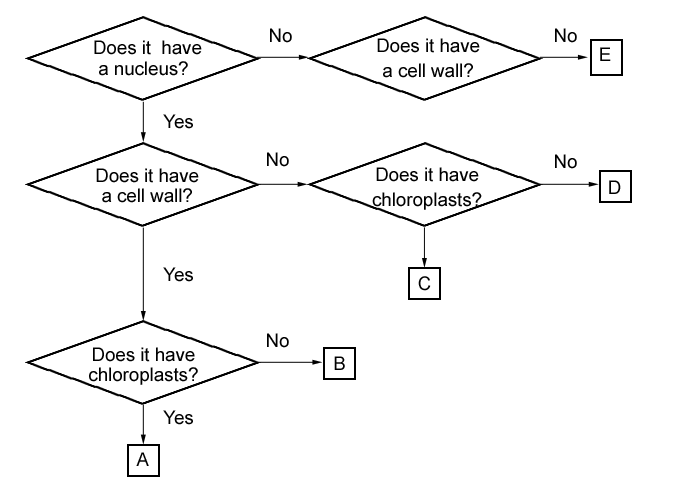 Does it have
a nucleus?
No
Does it have
a cell wall?
No
E
Yes
Does it have
a cell wall?
No
Does it have
chloroplasts?
No
D
Yes
C
Does it have
chloroplasts?
No
B
Yes
A